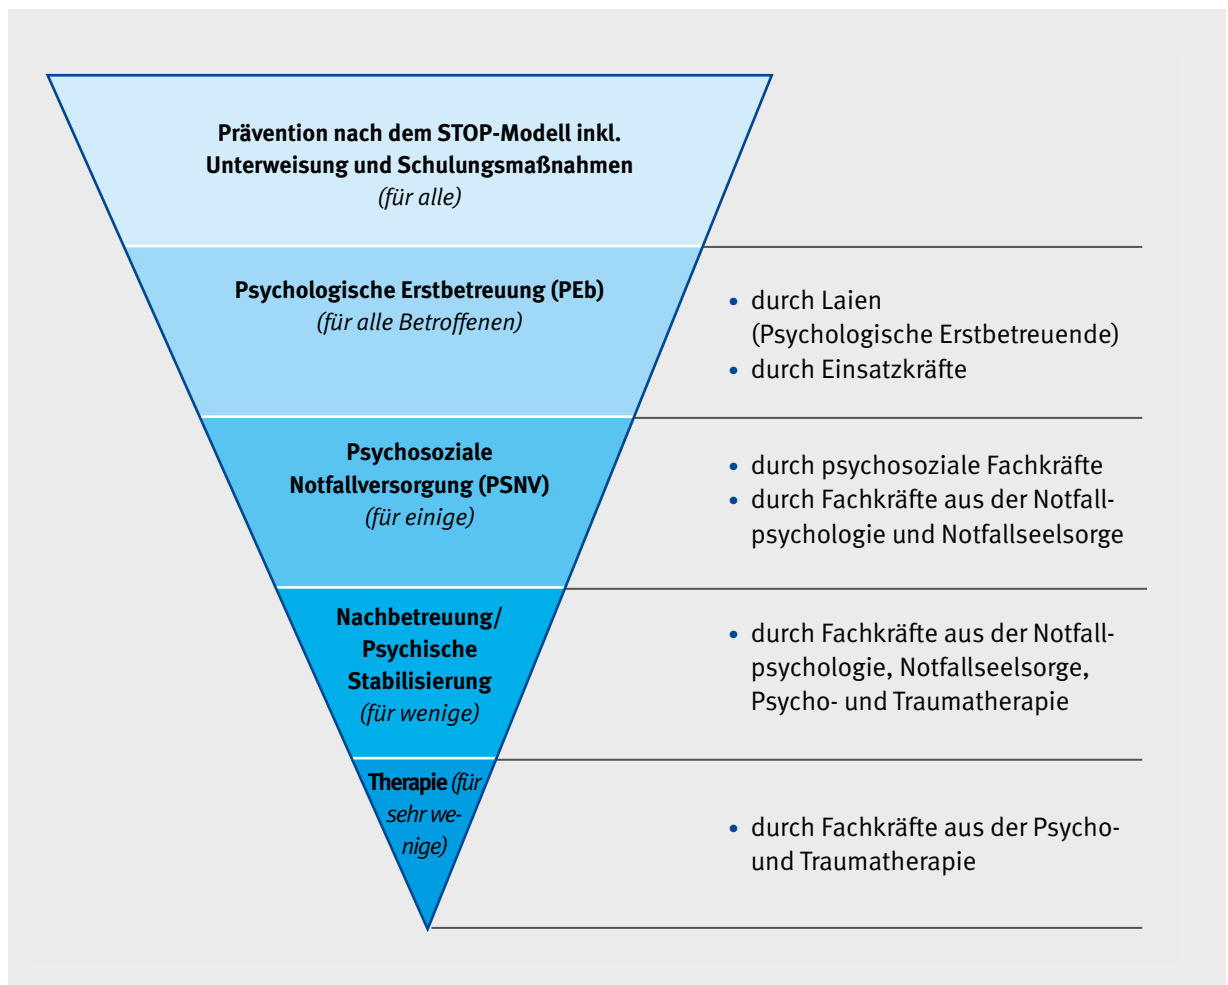 Prävention nach dem STOP-Modell inkl.
Unterweisung und Schulungsmaßnahmen
(für alle)
Psychologische Erstbetreuung (PEb)
(für alle Betroffenen)
• durch Laien
(Psychologische Erstbetreuende)
• durch Einsatzkräfte
Psychosoziale
Notfallversorgung (PSNV)
(für einige)
• durch psychosoziale Fachkräfte
• durch Fachkräfte aus der Notfall-
psychologie und Notfallseelsorge
Nachbetreuung/
Psychische
Stabilisierung
(für wenige)
• durch Fachkräfte aus der Notfall-
psychologie, Notfallseelsorge,
Psycho- und Traumatherapie
Therapie (für
sehr we-
nige)
• durch Fachkräfte aus der Psycho-
und Traumatherapie